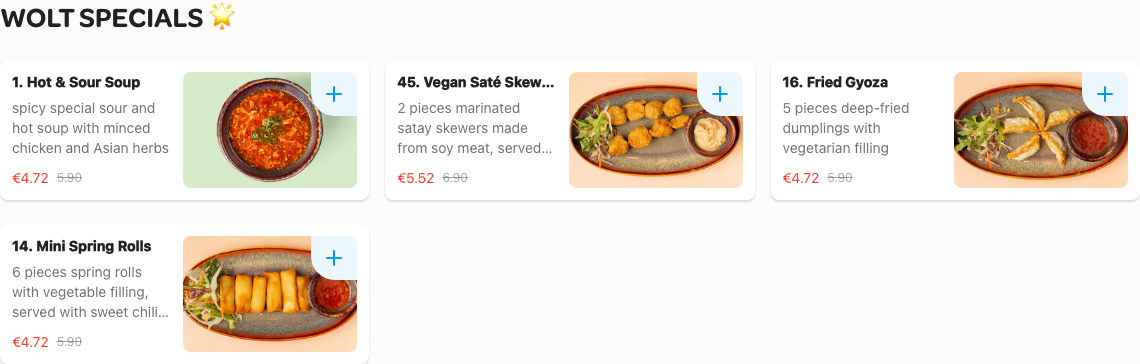 WOLT SPECIALS 🌟
1. Hot & Sour Soup
spicy special sour and
hot soup with minced
chicken and Asian herbs
€4.72 5.90
45. Vegan Saté Skew...
2 pieces marinated
satay skewers made
from soy meat, served...
€5.52 6.90
16. Fried Gyoza
5 pieces deep-fried
dumplings with
vegetarian filling
€4.72 5.90
14. Mini Spring Rolls
6 pieces spring rolls
with vegetable filling,
served with sweet chili...
€4.72 5.90